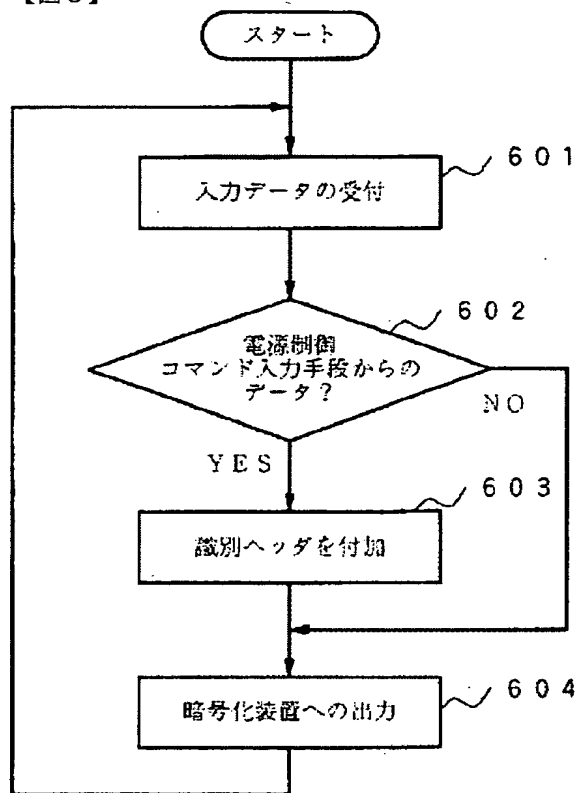 スタート
601
入力データの受付
602
電源制御
コマンド入力手段からの
データ?
NO
YES
603
識別ヘッダを付加
604
暗号化装置への出力